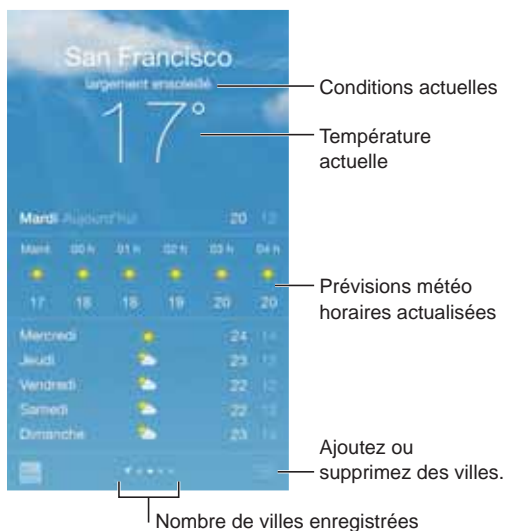 San Francisco
largement ensoleillé
17°
Conditions actuelles
Température
actuelle
Mardi Aujourd'hui 20 12
Maint. 00 h 01 h 02 h 03 h 04 h
17 18 18 19 20 20
Prévisions météo
horaires actualisées
Mercredi 24
Jeudi 23
Vendredi 22
Samedi 22
Dimanche 23
Ajoutez ou
supprimez des villes.
Nombre de villes enregistrées